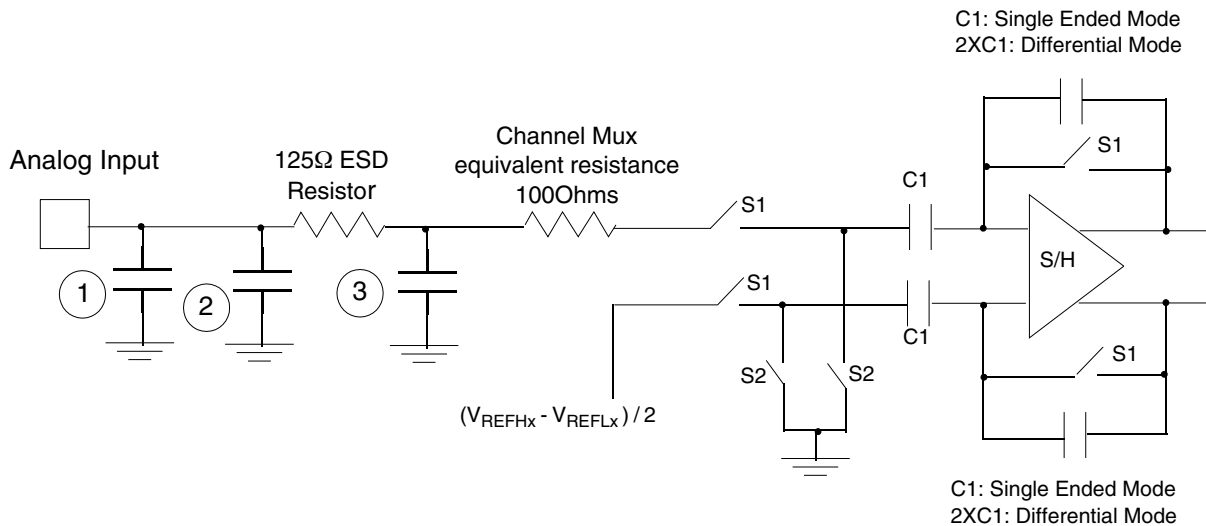 C1: Single Ended Mode
2XC1: Differential Mode
Analog Input
125Ω ESD
Resistor
Channel Mux
equivalent resistance
100Ohms
S1
C1
S1
S/H
1
2
3
S1
C1
S1
S2
S2
(VREFHx - VREFLx) / 2
C1: Single Ended Mode
2XC1: Differential Mode